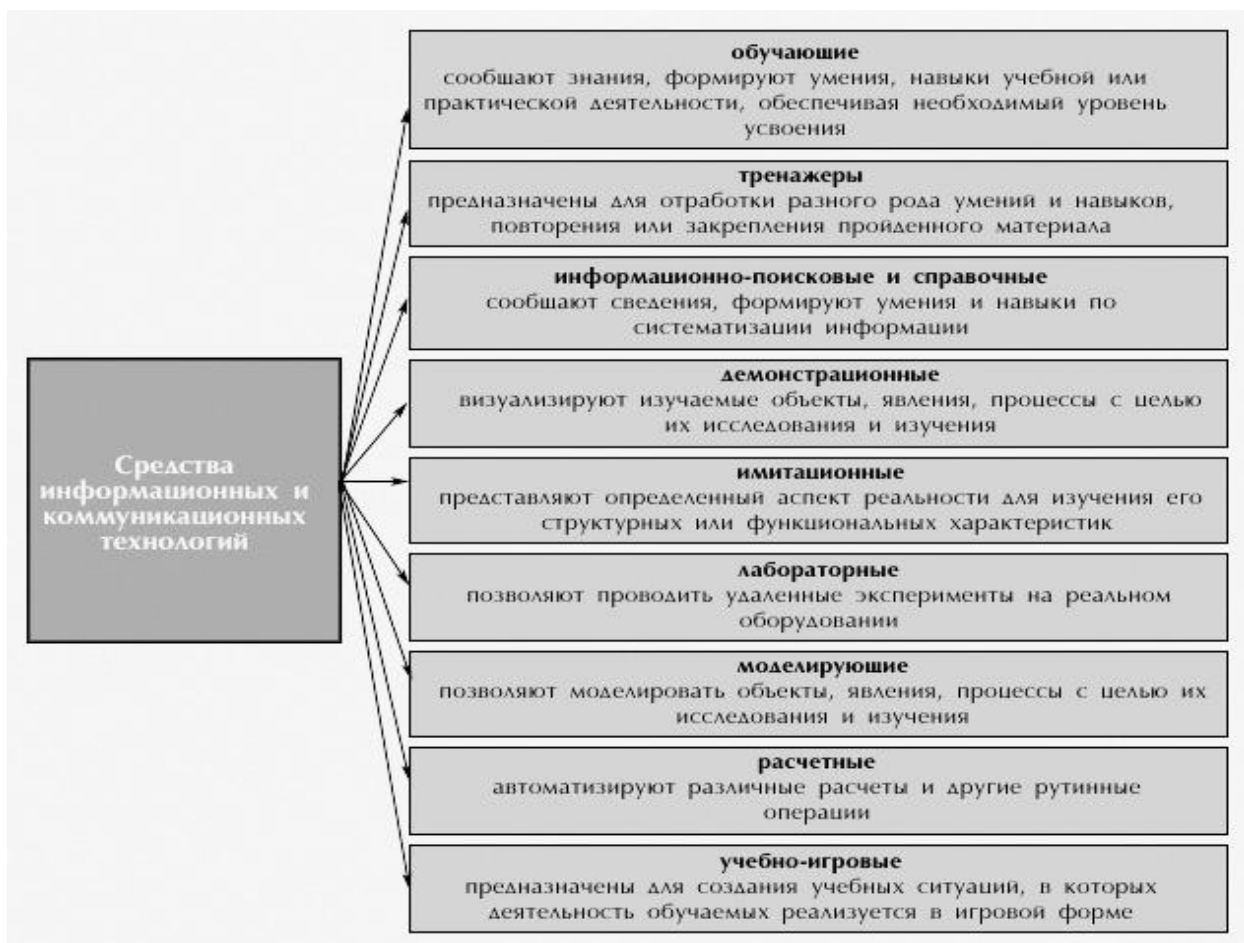 обучающие
сообщают знания, формируют умения, навыки учебной или
практической деятельности, обеспечивая необходимый уровень
усвоения
тренажеры
предназначены для отработки разного рода умений и навыков,
повторения или закрепления пройденного материала
информационно-поисковые и справочные
сообщают сведения, формируют умения и навыки по
систематизации информации
демонстрационные
визуализируют изучаемые объекты, явления, процессы с целью
их исследования и изучения
Средства
информационных и
коммуникационных
технологий
имитационные
представляют определенный аспект реальности для изучения его
структурных или функциональных характеристик
лабораторные
позволяют проводить удаленные эксперименты на реальном
оборудовании
моделирующие
позволяют моделировать объекты, явления, процессы с целью их
исследования и изучения
расчетные
автоматизируют различные расчеты и другие рутинные
операции
учебно-игровые
предназначены для создания учебных ситуаций, в которых
деятельность обучаемых реализуется в игровой форме